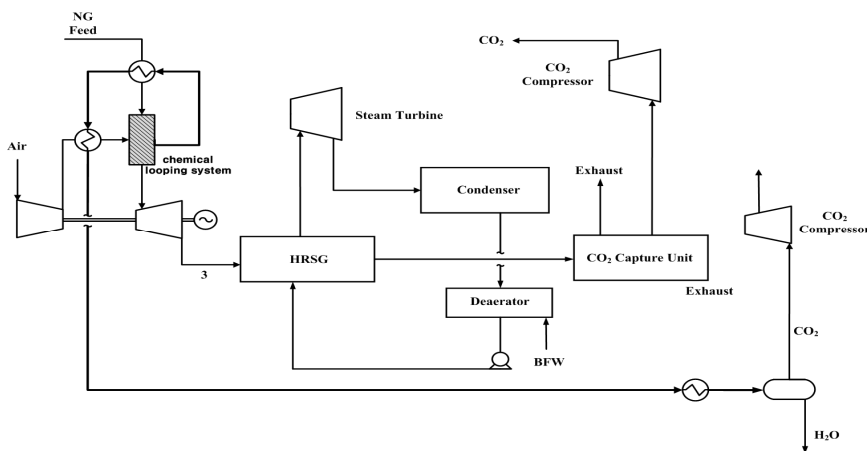 NG
Feed
CO2
CO2
Compressor
Steam Turbine
Air
chemical
looping system
Exhaust
Condenser
CO2
Compressor
HRSG
CO2 Capture Unit
3
Exhaust
Deaerator
CO2
BFW
H2O